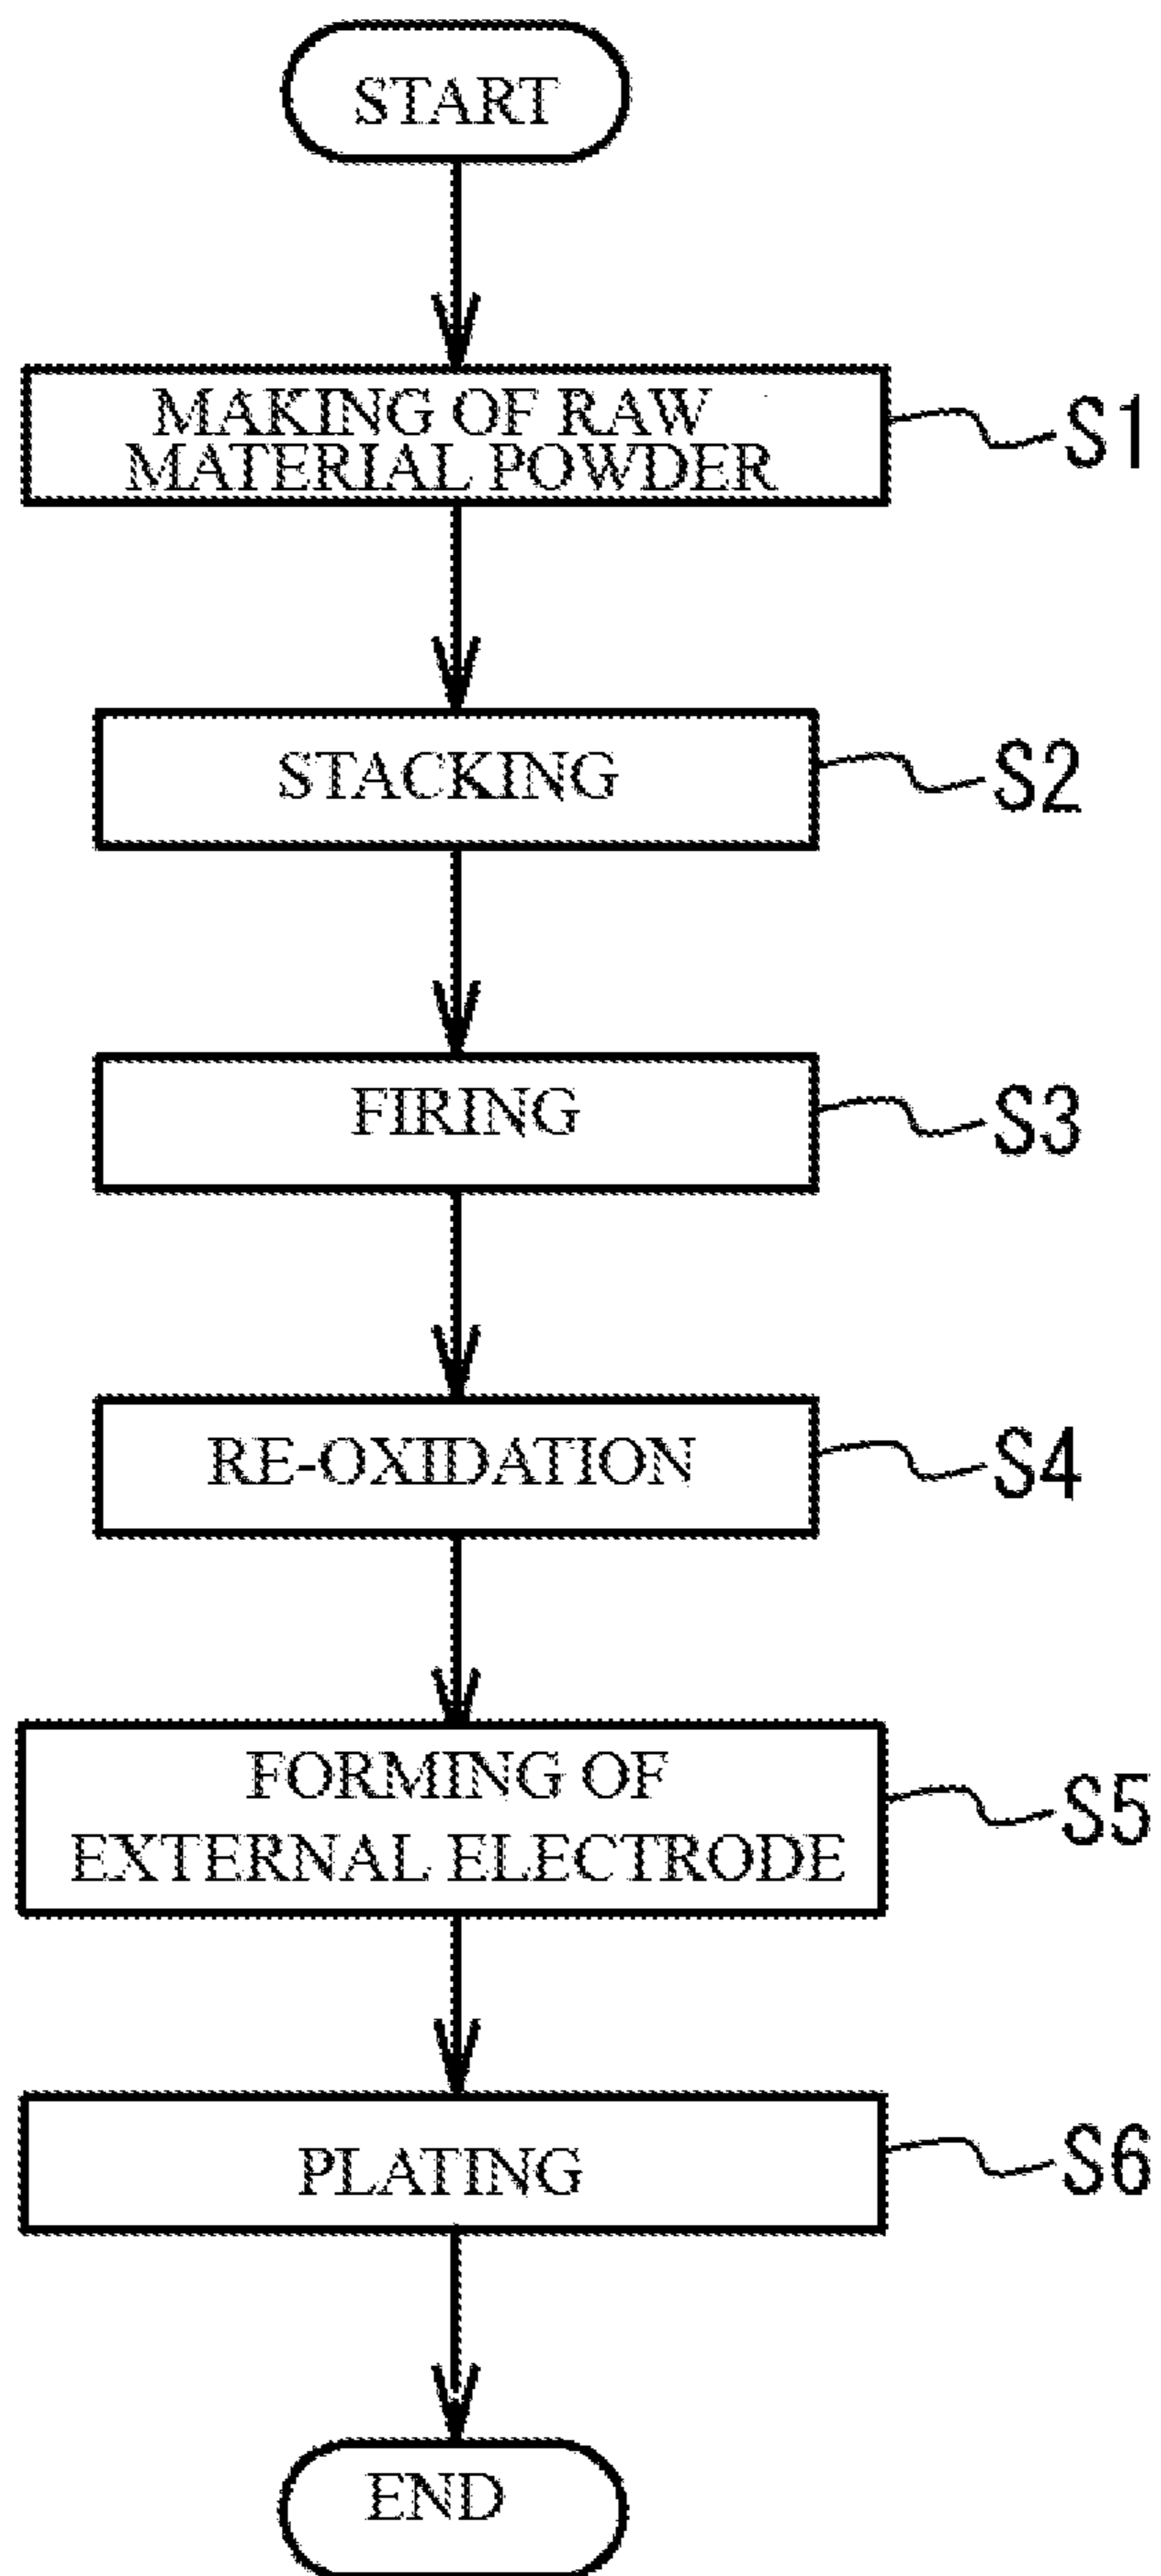 START
MAKING OF RAW
MATERIAL POWDER
S1
STACKING
S2
FIRING
S3
RE-OXIDATION
S4
FORMING OF
EXTERNAL ELECTRODE
S5
PLATING
S6
END